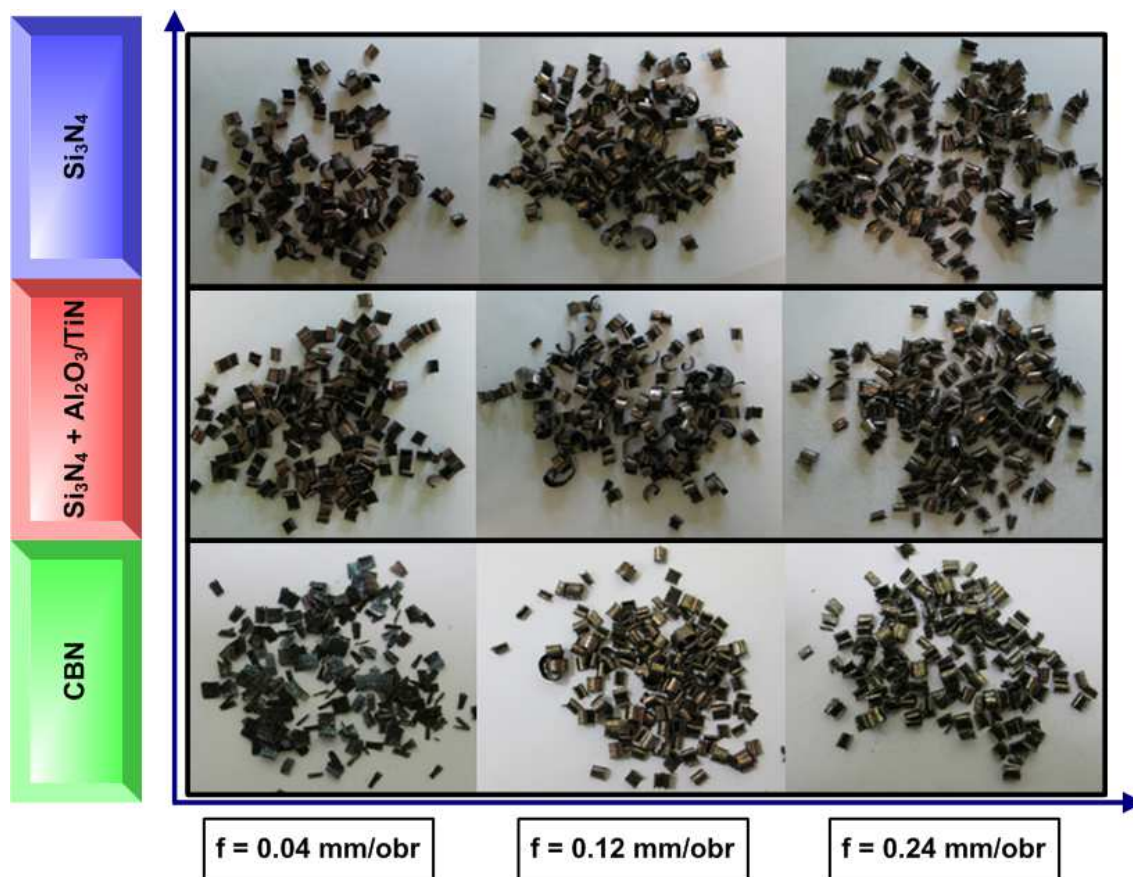 Si₃N₄
Si₃N₄ + Al₂O₃/TiN
CBN
f = 0.04 mm/obr
f = 0.12 mm/obr
f = 0.24 mm/obr